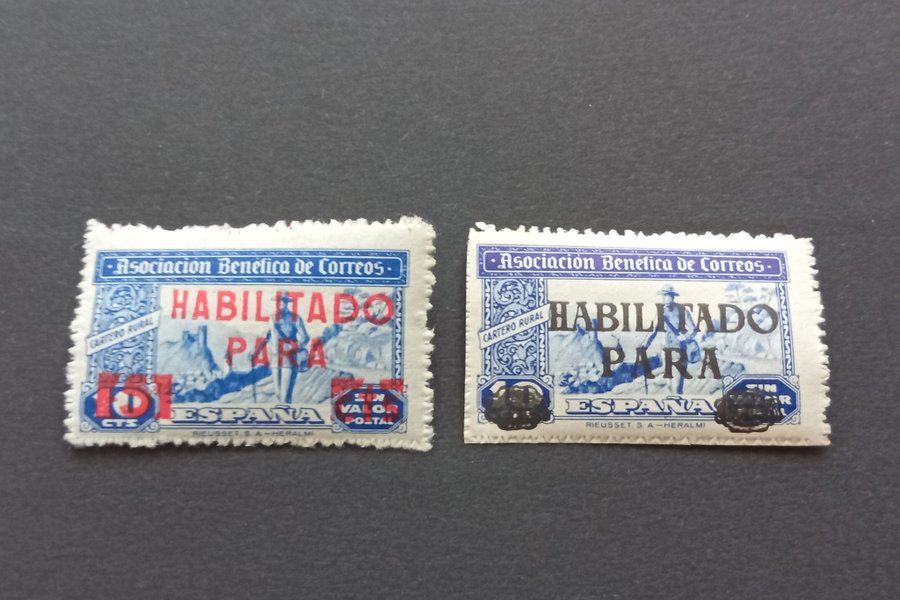 Asociacion Benefica de Correos
HABILITADO
PARA
CARTERO RURAL
CTS
ESPAÑA
SIN
VALOR
POSTAL
RIEUSSET, S. A.-HERALMI
Asociacion Benefica de Correos
HABILITADO
PARA
CARTERO RURAL
ESPAÑA
SIN
RIEUSSET, S. A.-HERALMI